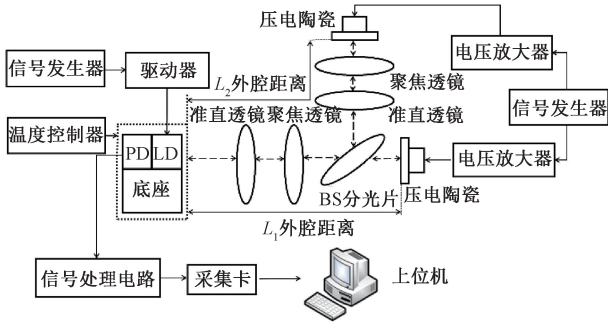 压电陶瓷
信号发生器
驱动器
电压放大器
L2外腔距离
聚焦透镜
准直透镜
信号发生器
温度控制器
准直透镜
聚焦透镜
PD
LD
底座
电压放大器
BS分光片
压电陶瓷
L1外腔距离
信号处理电路
采集卡
上位机